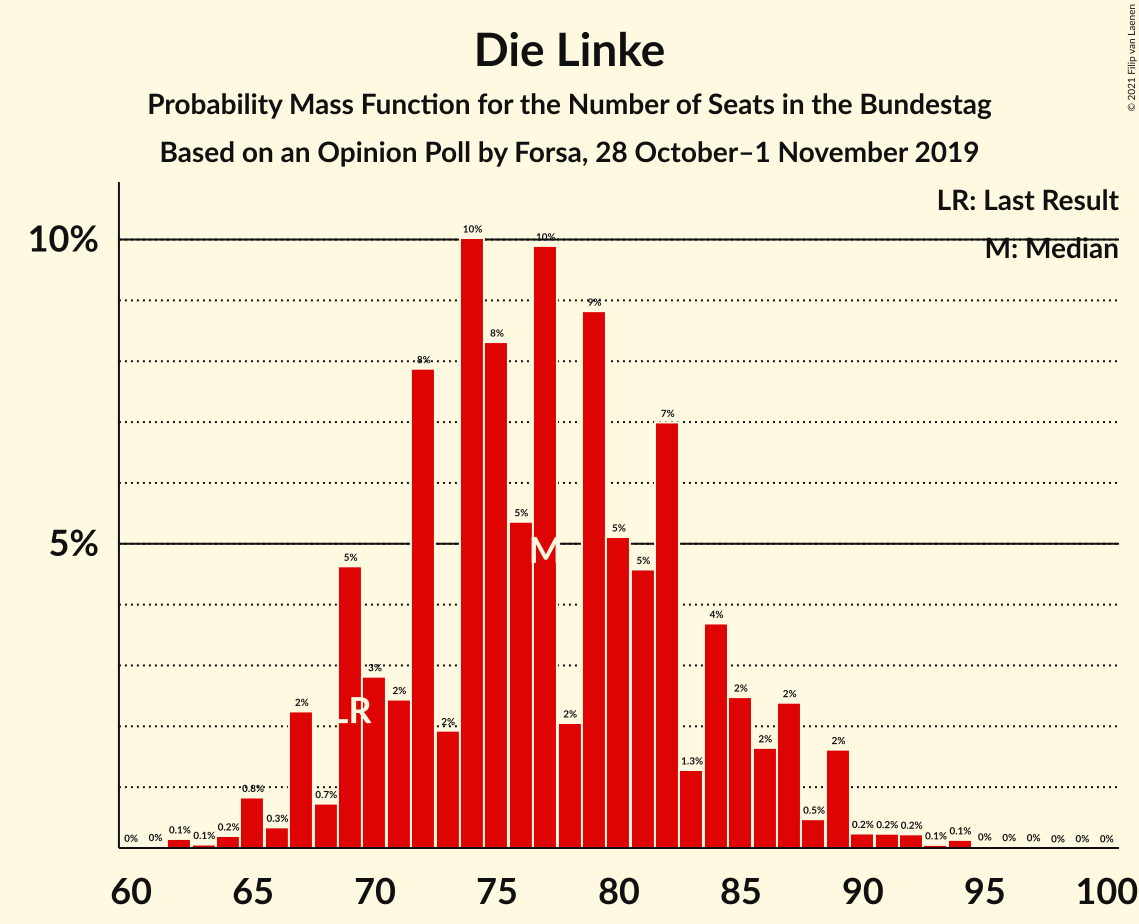 Die Linke
Probability Mass Function for the Number of Seats in the Bundestag
Based on an Opinion Poll by Forsa, 28 October–1 November 2019
© 2021 Filip van Laenen
LR: Last Result
M: Median
10%
5%
0% 0% 0.1% 0.1% 0.2% 0.8% 0.3% 2% 0.7% 5% 3% 2% 8% 2% 10% 8% 5% 10% 2% 9% 5% 5% 7% 1.3% 4% 2% 2% 2% 0.5% 2% 0.2% 0.2% 0.2% 0.1% 0.1% 0% 0% 0% 0% 0% 0%
LR
M
60 65 70 75 80 85 90 95 100